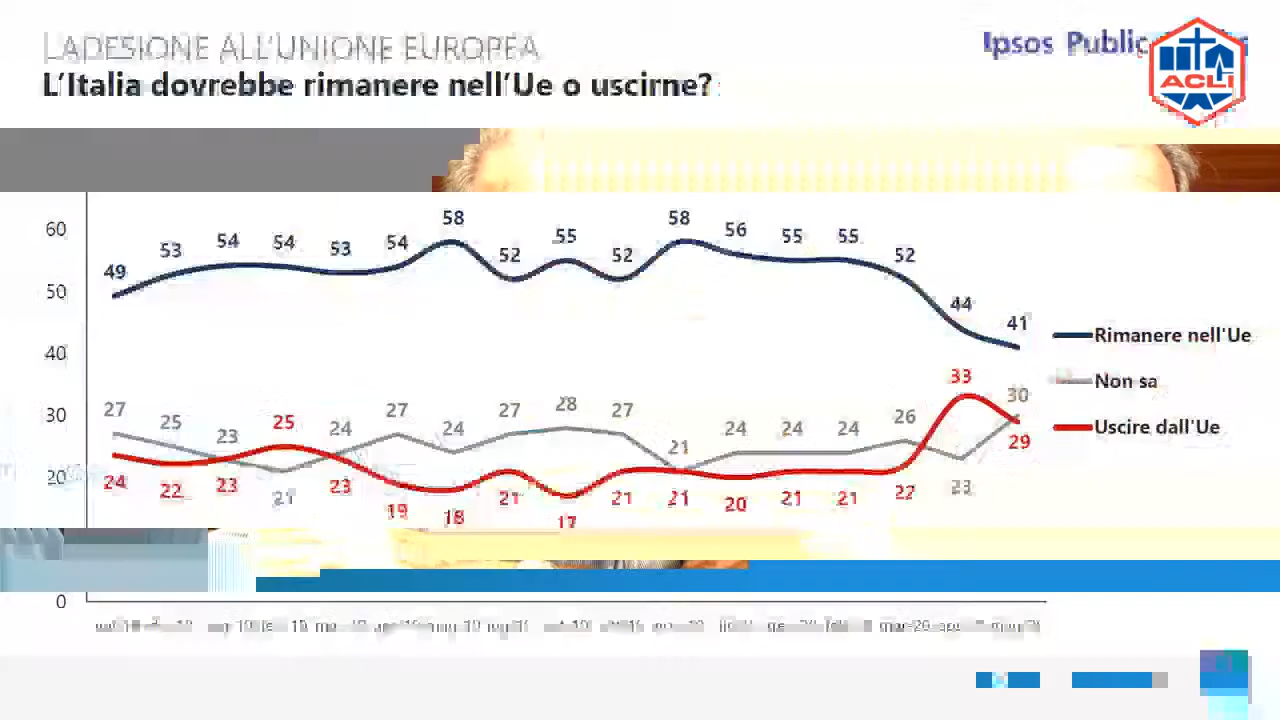 L'ADESIONE ALL'UNIONE EUROPEA
L'Italia dovrebbe rimanere nell'Ue o uscirne?
Ipsos Public
ACLI
60
50
40
30
20
0
49 53 54 54 53 54 58 52 55 52 58 56 55 55 52 44 41
27 25 23 21 24 27 24 27 28 27 21 24 24 24 26 23 30
24 22 23 25 23 19 18 21 17 21 21 20 21 21 22 33 29
Rimanere nell'Ue
Non sa
Uscire dall'Ue
mar-20